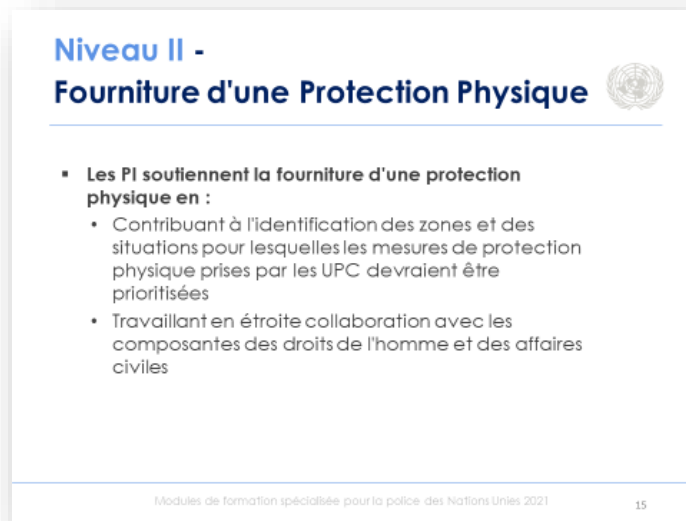 Niveau II -
Fourniture d'une Protection Physique
▪ Les PI soutiennent la fourniture d'une protection
physique en :
• Contribuant à l'identification des zones et des
situations pour lesquelles les mesures de protection
physique prises par les UPC devraient être
prioritisées
• Travaillant en étroite collaboration avec les
composantes des droits de l'homme et des affaires
civiles
Modules de formation spécialisée pour la police des Nations Unies 2021
15